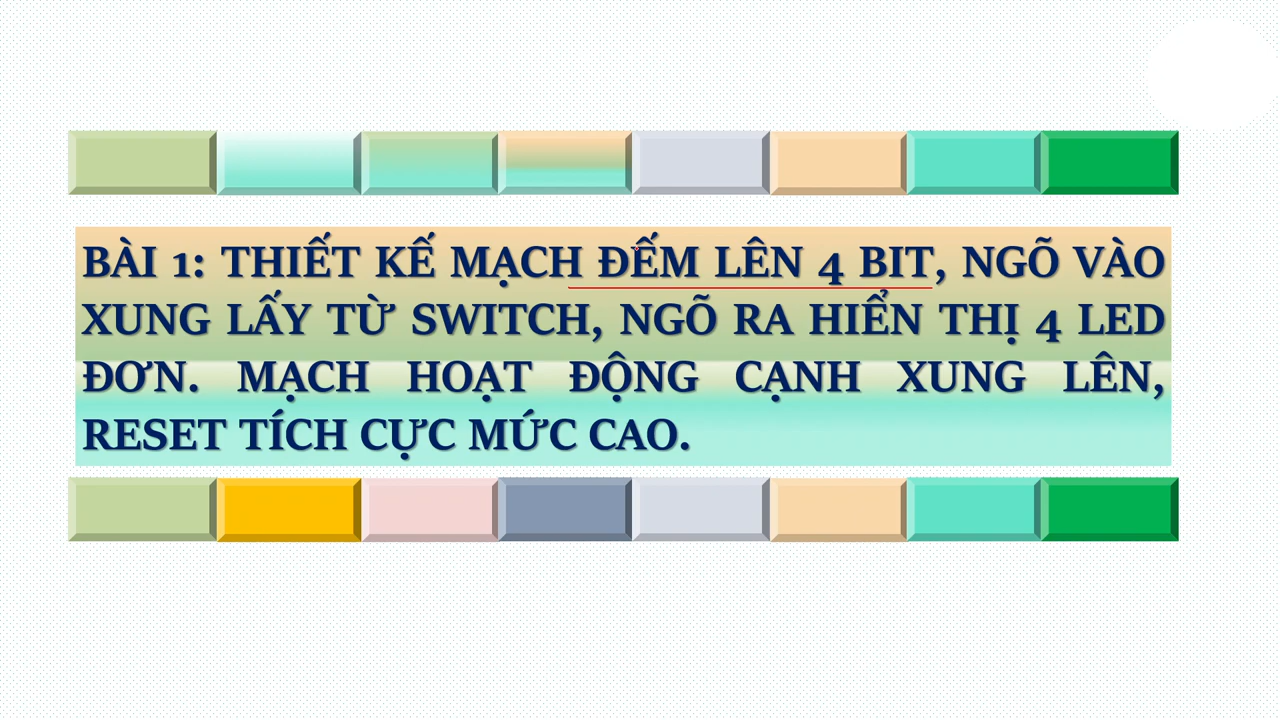 BÀI 1: THIẾT KẾ MẠCH ĐẾM LÊN 4 BIT, NGÕ VÀO
XUNG LẤY TỪ SWITCH, NGÕ RA HIỂN THỊ 4 LED
ĐƠN. MẠCH HOẠT ĐỘNG CẠNH XUNG LÊN,
RESET TÍCH CỰC MỨC CAO.